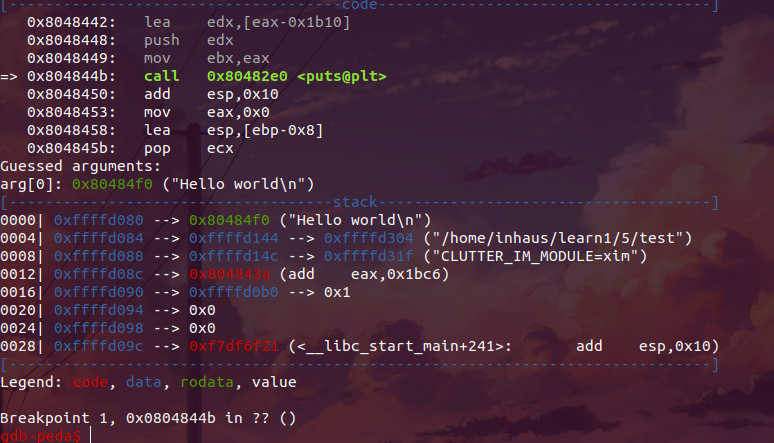 [-------------------------------------code-------------------------------------]
   0x8048442:	lea    edx,[eax-0x1b10]
   0x8048448:	push   edx
   0x8048449:	mov    ebx,eax
=> 0x804844b:	call   0x80482e0 <puts@plt>
   0x8048450:	add    esp,0x10
   0x8048453:	mov    eax,0x0
   0x8048458:	lea    esp,[ebp-0x8]
   0x804845b:	pop    ecx
Guessed arguments:
arg[0]: 0x80484f0 ("Hello world\n")
[------------------------------------stack-------------------------------------]
0000| 0xffffd080 --> 0x80484f0 ("Hello world\n")
0004| 0xffffd084 --> 0xffffd144 --> 0xffffd304 ("/home/inhaus/learn1/5/test")
0008| 0xffffd088 --> 0xffffd14c --> 0xffffd31f ("CLUTTER_IM_MODULE=xim")
0012| 0xffffd08c --> 0x804843a (add    eax,0x1bc6)
0016| 0xffffd090 --> 0xffffd0b0 --> 0x1
0020| 0xffffd094 --> 0x0
0024| 0xffffd098 --> 0x0
0028| 0xffffd09c --> 0xf7df6f21 (<__libc_start_main+241>:	add    esp,0x10)
[------------------------------------------------------------------------------]
Legend: code, data, rodata, value

Breakpoint 1, 0x0804844b in ?? ()
gdb-peda$